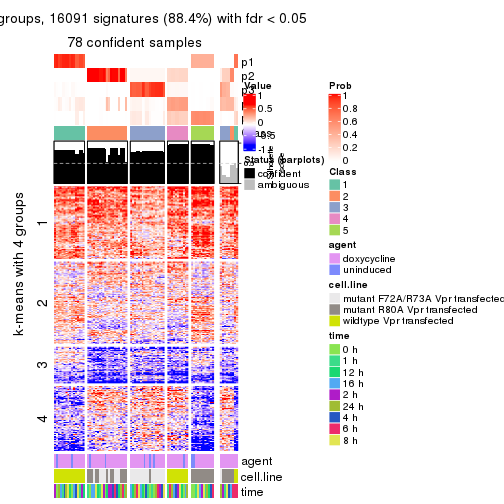 groups, 16091 signatures (88.4%) with fdr < 0.05
78 confident samples
p1
p2
p3
Value
1
0.5
0
-0.5
-1
Status (barplots)
confident
ambiguous
k-means with 4 groups
1
2
3
4
agent
cell.line
time
Prob
1
0.8
0.6
0.4
0.2
0
Class
1
2
3
4
5
agent
doxycycline
uninduced
cell.line
mutant F72A/R73A Vpr transfected
mutant R80A Vpr transfected
wildtype Vpr transfected
time
0 h
1 h
12 h
16 h
2 h
24 h
4 h
6 h
8 h